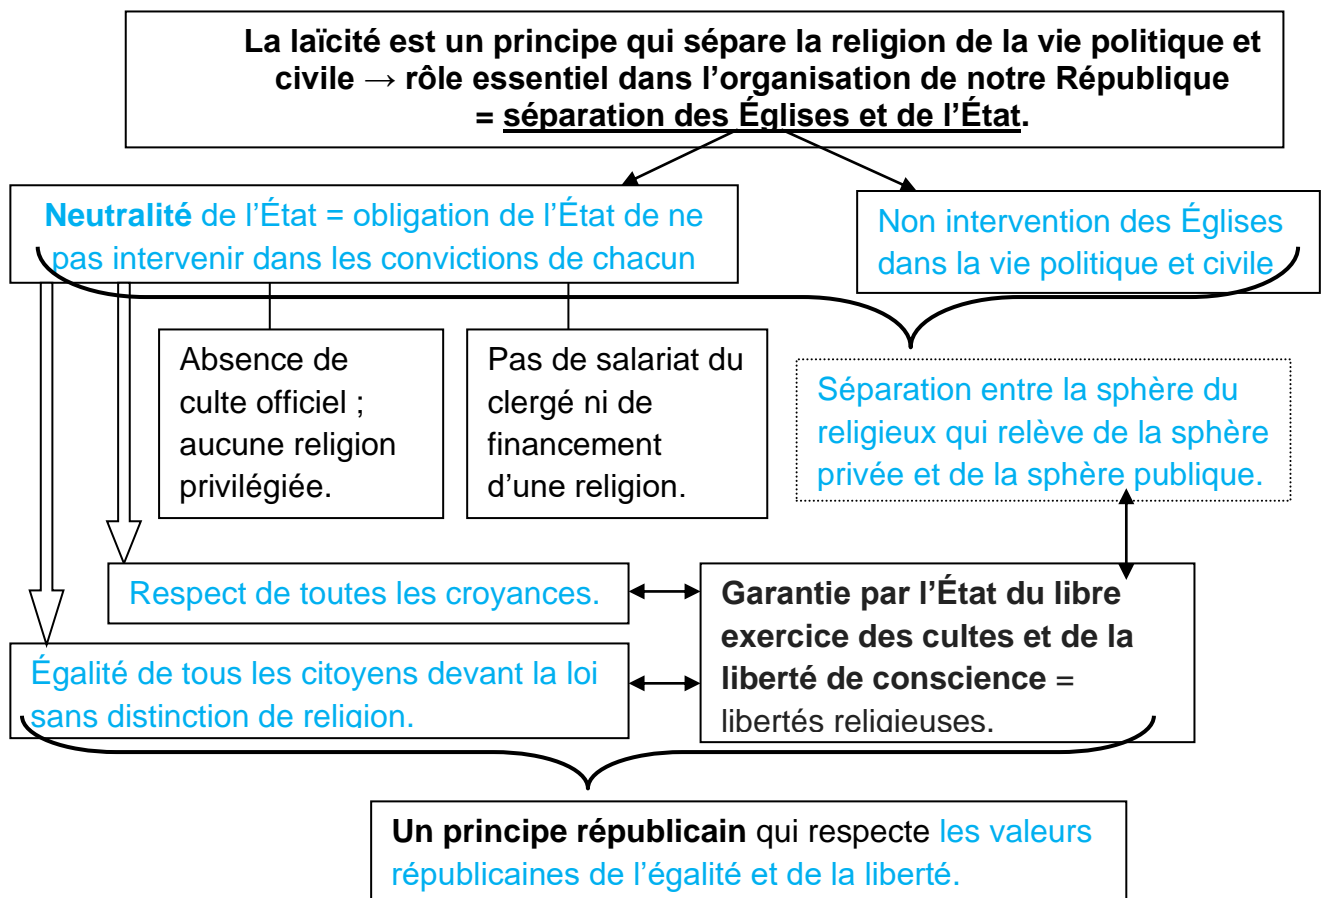 La laïcité est un principe qui sépare la religion de la vie politique et
civile → rôle essentiel dans l’organisation de notre République
= séparation des Églises et de l’État.
Neutralité de l’État = obligation de l’État de ne
pas intervenir dans les convictions de chacun
Non intervention des Églises
dans la vie politique et civile
Absence de
culte officiel ;
aucune religion
privilégiée.
Pas de salariat du
clergé ni de
financement
d’une religion.
Séparation entre la sphère du
religieux qui relève de la sphère
privée et de la sphère publique.
Respect de toutes les croyances.
Égalité de tous les citoyens devant la loi
sans distinction de religion.
Garantie par l’État du libre
exercice des cultes et de la
liberté de conscience =
libertés religieuses.
Un principe républicain qui respecte les valeurs
républicaines de l’égalité et de la liberté.